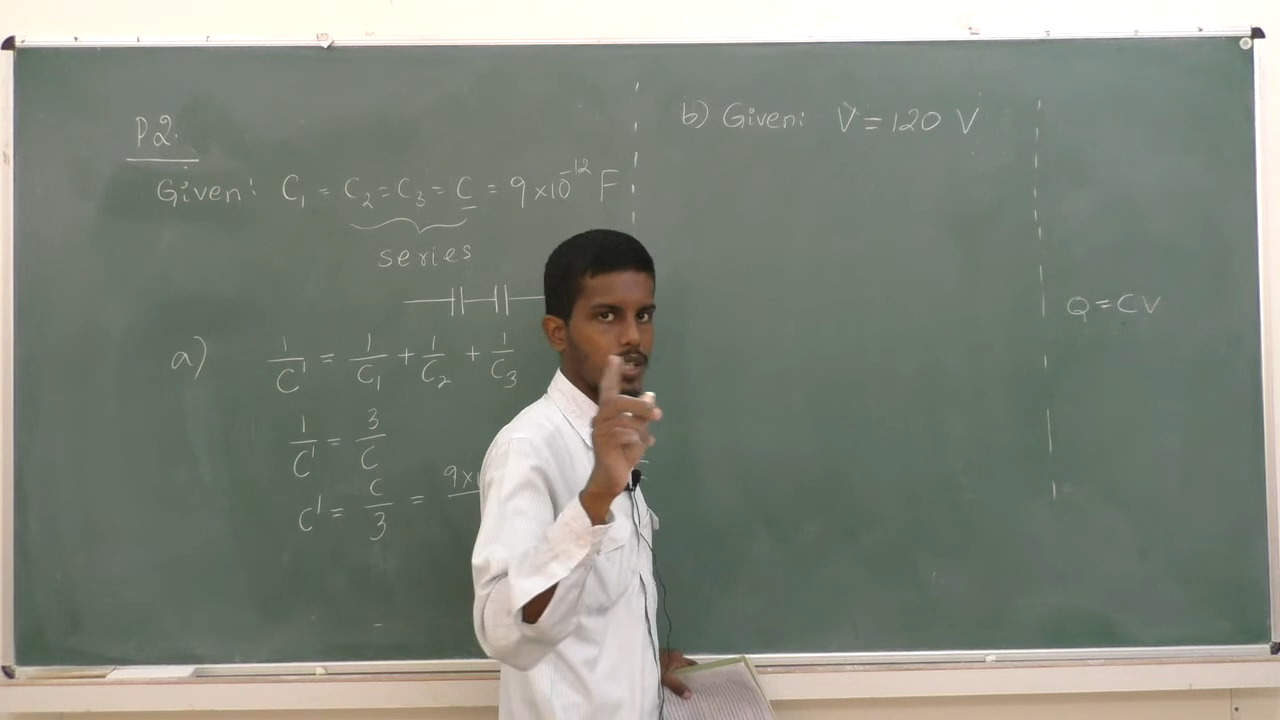 P2.
Given: C₁ = C₂ = C₃ = C = 9×10⁻¹² F
series
a) 1/C' = 1/C₁ + 1/C₂ + 1/C₃
1/C' = 3/C
C' = C/3 = 9×1
b) Given: V = 120 V
Q = CV